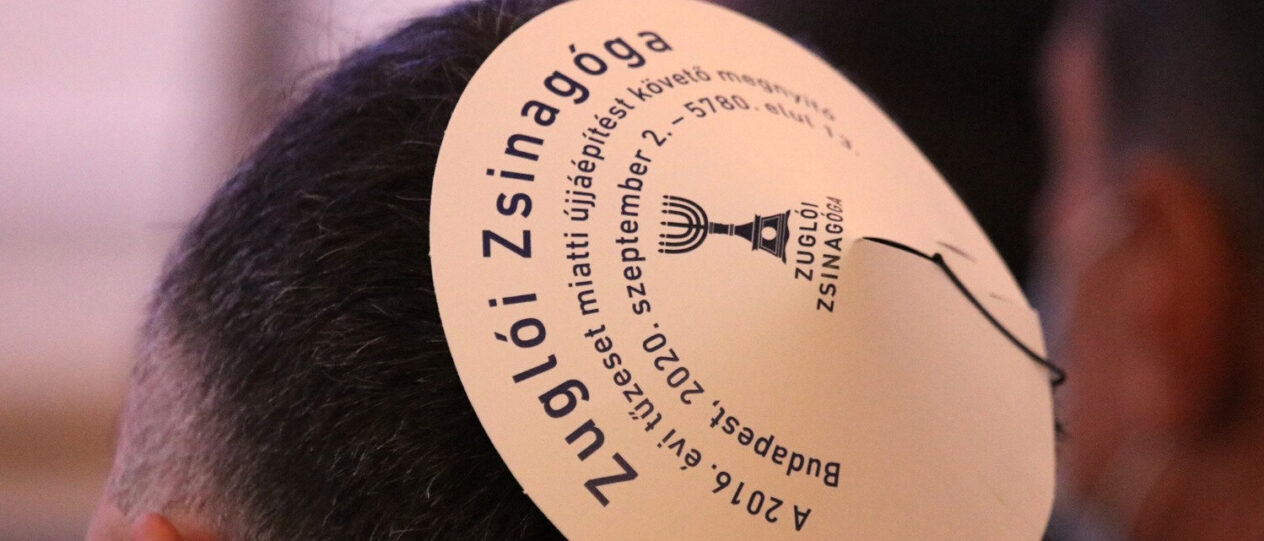 Zuglói Zsinagóga
A 2016. évi tűzeset miatti újjáépítést követő megnyitó
Budapest, 2020. szeptember 2. – 5780. elul 13.
ZUGLÓI
ZSINAGÓGA